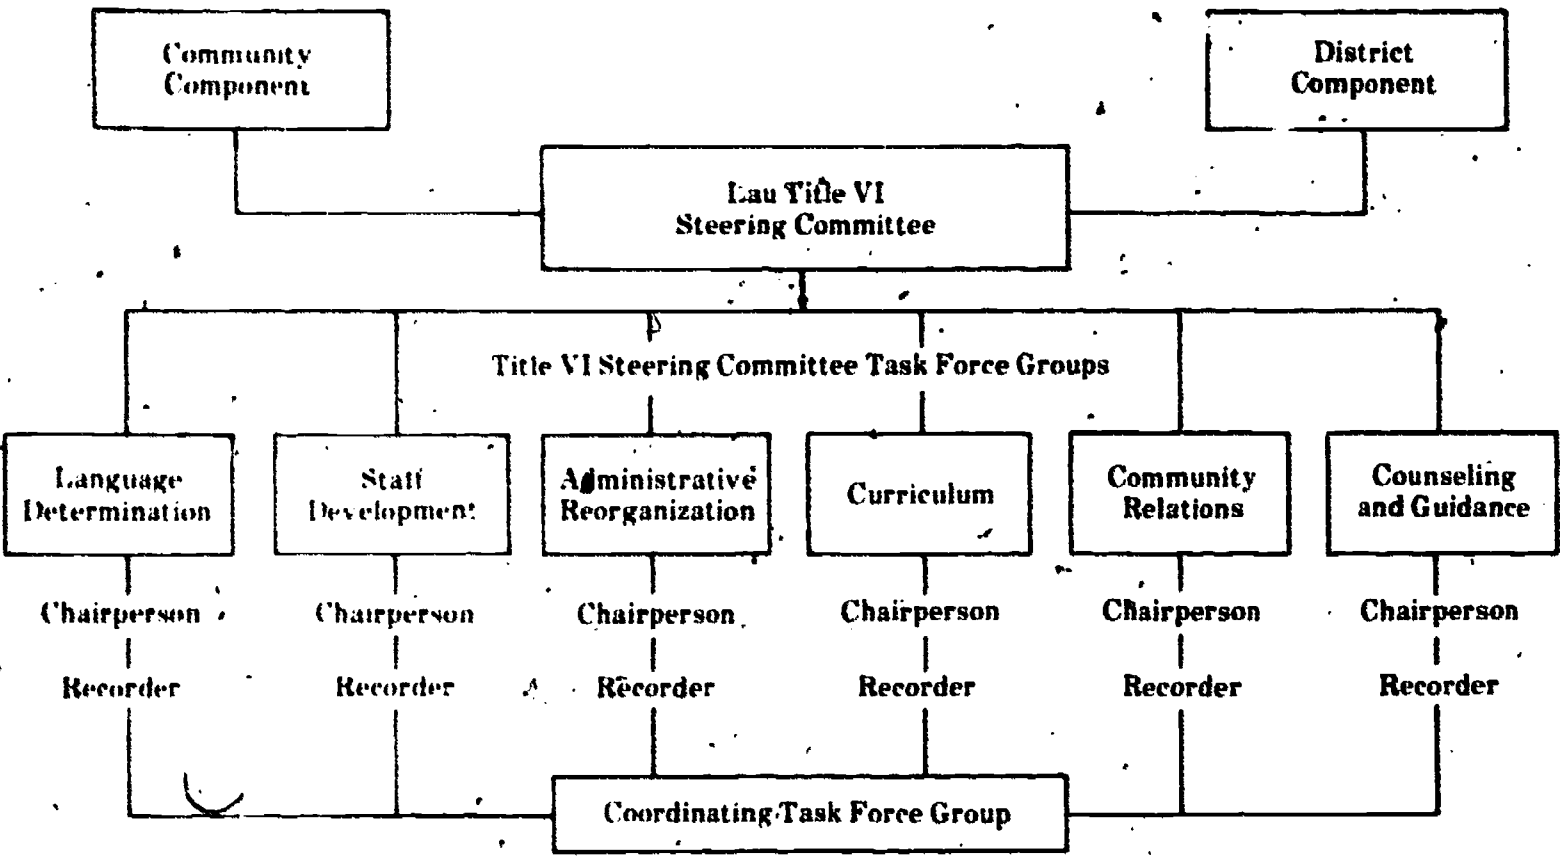 Community
Component
District
Component
Lau Title VI
Steering Committee
Title VI Steering Committee Task Force Groups
Language
Determination
Staff
Development
Administrative
Reorganization
Curriculum
Community
Relations
Counseling
and Guidance
Chairperson
Chairperson
Chairperson
Chairperson
Chairperson
Chairperson
Recorder
Recorder
Recorder
Recorder
Recorder
Recorder
Coordinating Task Force Group